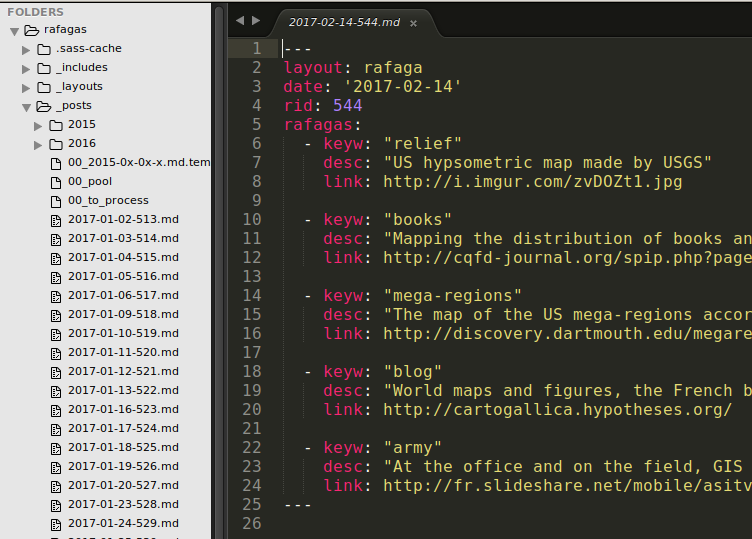 FOLDERS
rafagas
.sass-cache
_includes
_layouts
_posts
2015
2016
00_2015-0x-0x-x.md.tem
00_pool
00_to_process
2017-01-02-513.md
2017-01-03-514.md
2017-01-04-515.md
2017-01-05-516.md
2017-01-06-517.md
2017-01-09-518.md
2017-01-10-519.md
2017-01-11-520.md
2017-01-12-521.md
2017-01-13-522.md
2017-01-16-523.md
2017-01-17-524.md
2017-01-18-525.md
2017-01-19-526.md
2017-01-20-527.md
2017-01-23-528.md
2017-01-24-529.md
2017-02-14-544.md ×
1 ---
2 layout: rafaga
3 date: '2017-02-14'
4 rid: 544
5 rafagas:
6 - keyw: "relief"
7 desc: "US hypsometric map made by USGS"
8 link: http://i.imgur.com/zvDOZt1.jpg
9
10 - keyw: "books"
11 desc: "Mapping the distribution of books an
12 link: http://cqfd-journal.org/spip.php?page
13
14 - keyw: "mega-regions"
15 desc: "The map of the US mega-regions accor
16 link: http://discovery.dartmouth.edu/megare
17
18 - keyw: "blog"
19 desc: "World maps and figures, the French b
20 link: http://cartogallica.hypotheses.org/
21
22 - keyw: "army"
23 desc: "At the office and on the field, GIS
24 link: http://fr.slideshare.net/mobile/asitv
25 ---
26